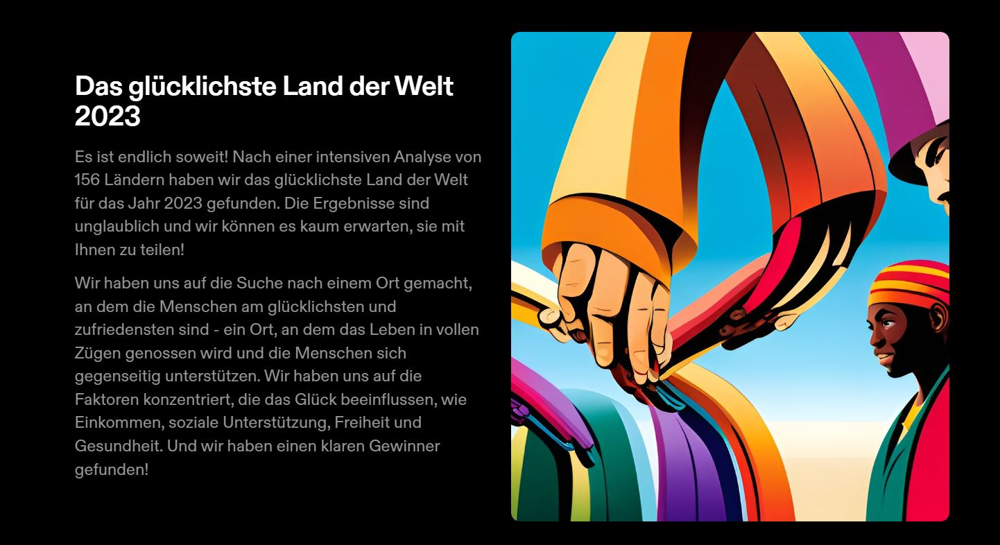 Das glücklichste Land der Welt
2023
Es ist endlich soweit! Nach einer intensiven Analyse von
156 Ländern haben wir das glücklichste Land der Welt
für das Jahr 2023 gefunden. Die Ergebnisse sind
unglaublich und wir können es kaum erwarten, sie mit
Ihnen zu teilen!
Wir haben uns auf die Suche nach einem Ort gemacht,
an dem die Menschen am glücklichsten und
zufriedensten sind - ein Ort, an dem das Leben in vollen
Zügen genossen wird und die Menschen sich
gegenseitig unterstützen. Wir haben uns auf die
Faktoren konzentriert, die das Glück beeinflussen, wie
Einkommen, soziale Unterstützung, Freiheit und
Gesundheit. Und wir haben einen klaren Gewinner
gefunden!